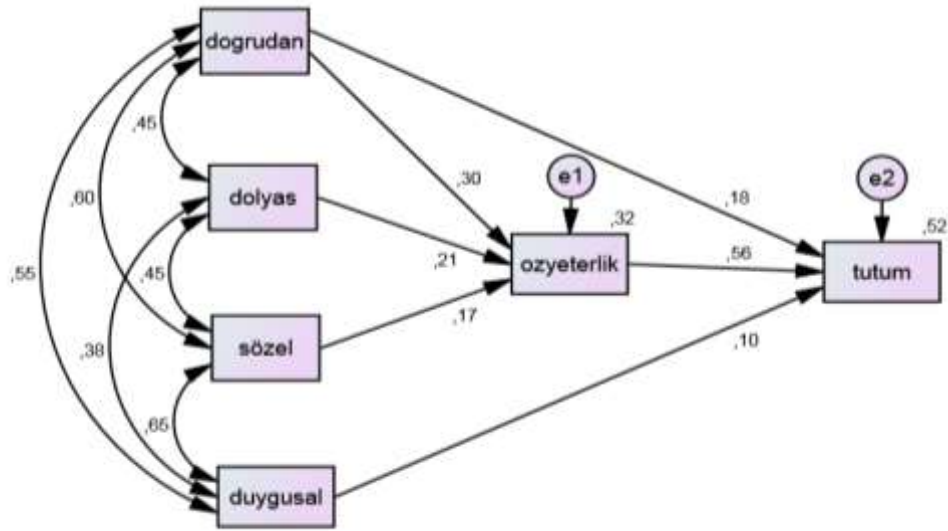 dogrudan
,45
dolyas
,60
,30
e1
e2
,18
,32
,52
,55
,45
,21
ozyeterlik
,56
tutum
,38
sözel
,17
,10
,65
duygusal